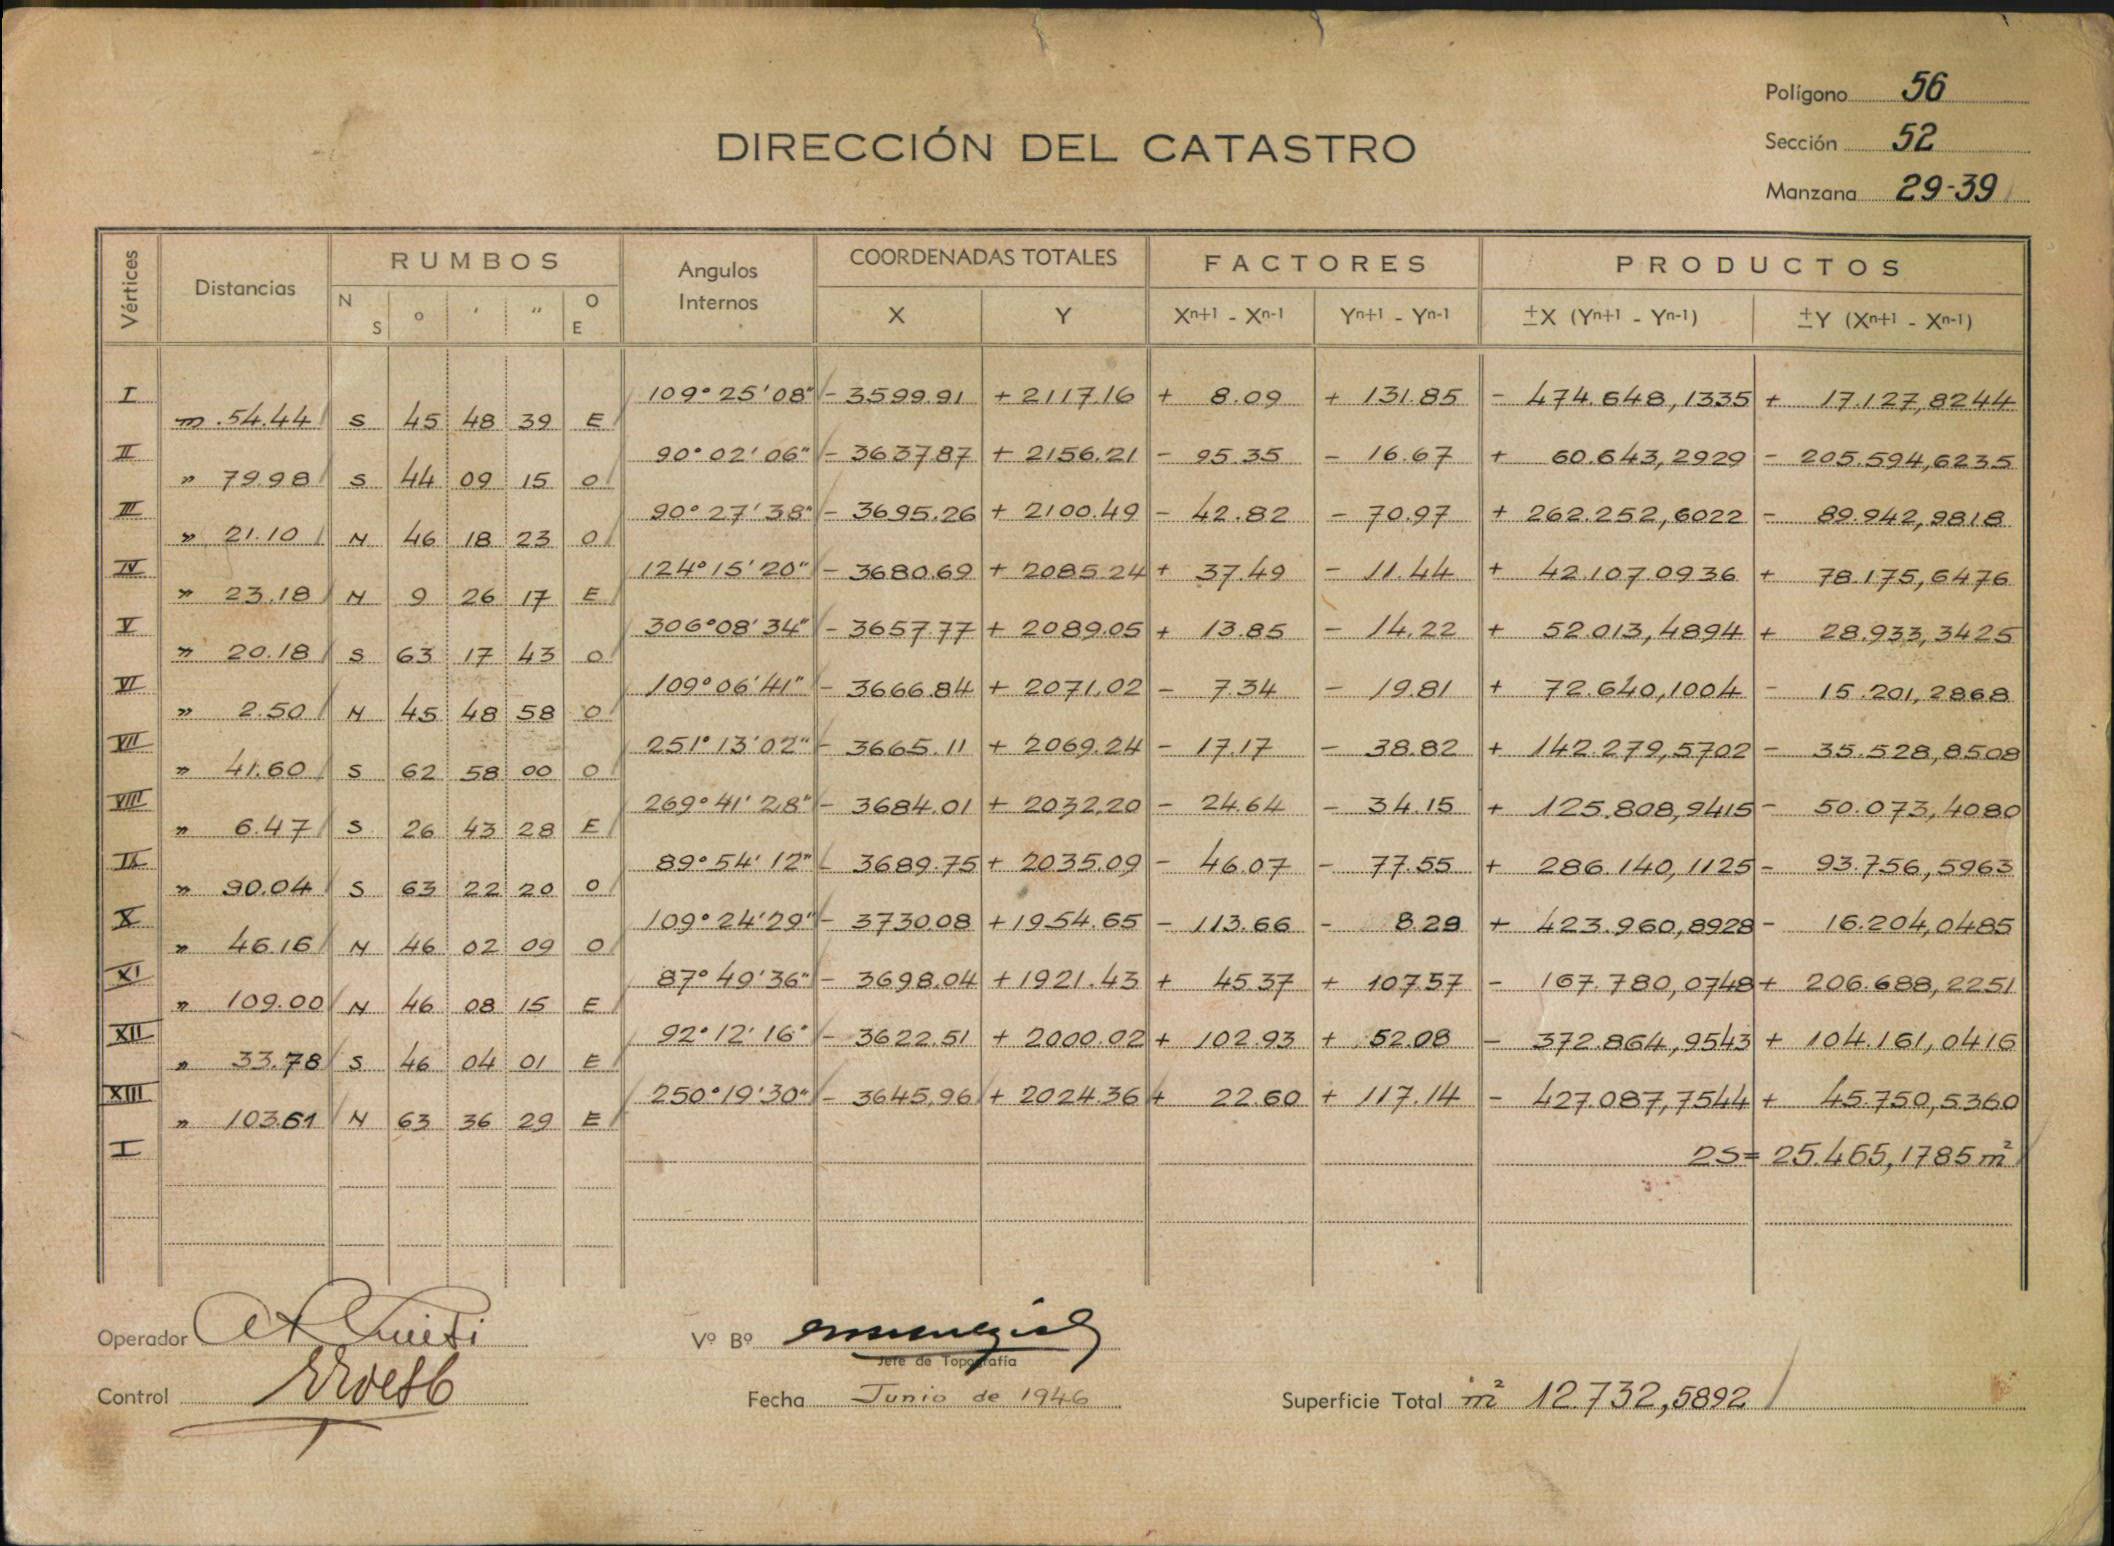 Polígono 56
DIRECCIÓN DEL CATASTRO
Sección 52
Manzana 29-39
Vértices Distancias RUMBOS Angulos Internos COORDENADAS TOTALES FACTORES PRODUCTOS
N S o ' " O E X Y Xn+1 - Xn-1 Yn+1 - Yn-1 ±X (Yn+1 - Yn-1) ±Y (Xn+1 - Xn-1)
I 109° 25' 08" - 3599.91 + 2117.16 + 8.09 + 131.85 - 474.648,1335 + 17.127,8244
m. 54.44 S 45 48 39 E
II 90° 02' 06" - 3637.87 + 2156.21 - 95.35 - 16.67 + 60.643,2929 - 205.594,6235
" 79.98 S 44 09 15 O
III 90° 27' 38" - 3695.26 + 2100.49 - 42.82 - 70.97 + 262.252,6022 - 89.942,9818
" 21.10 N 46 18 23 O
IV 124° 15' 20" - 3680.69 + 2085.24 + 37.49 - 11.44 + 42.107.0936 + 78.175,6476
" 23.18 N 9 26 17 E
V 306° 08' 34" - 3657.77 + 2089.05 + 13.85 - 14.22 + 52.013,4894 + 28.933,3425
" 20.18 S 63 17 43 O
VI 109° 06' 41" - 3666.84 + 2071.02 - 7.34 - 19.81 + 72.640,1004 - 15.201,2868
" 2.50 N 45 48 58 O
VII 251° 13' 02" - 3665.11 + 2069.24 - 17.17 - 38.82 + 142.279,5702 - 35.528,8508
" 41.60 S 62 58 00 O
VIII 269° 41' 28" - 3684.01 + 2032.20 - 24.64 - 34.15 + 125.808,9415 - 50.073,4080
" 6.47 S 26 43 28 E
IX 89° 54' 12" - 3689.75 + 2035.09 - 46.07 - 77.55 + 286.140,1125 - 93.756,5963
" 90.04 S 63 22 20 O
X 109° 24' 29" - 3730.08 + 1954.65 - 113.66 - 8.29 + 423.960,8928 - 16.204,0485
" 46.16 N 46 02 09 O
XI 87° 49' 36" - 3698.04 + 1921.43 + 45.37 + 107.57 - 167.780,0748 + 206.688,2251
" 109.00 N 46 08 15 E
XII 92° 12' 16" - 3622.51 + 2000.02 + 102.93 + 52.08 - 372.864,9543 + 104.161,0416
" 33.78 S 46 04 01 E
XIII 250° 19' 30" - 3645.96 + 2024.36 + 22.60 + 117.14 - 427.087,7544 + 45.750,5360
" 103.61 N 63 36 29 E
I 2S= 25.465,1785 m²
Operador Vº Bº
Jefe de Topografía
Control Fecha Junio de 1946 Superficie Total m² 12.732,5892